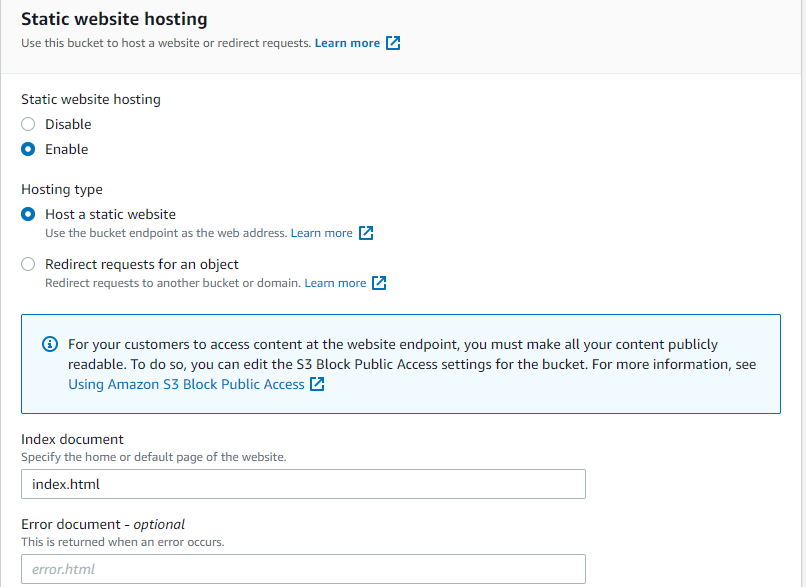 Static website hosting
Use this bucket to host a website or redirect requests. Learn more
Static website hosting
Disable
Enable
Hosting type
Host a static website
Use the bucket endpoint as the web address. Learn more
Redirect requests for an object
Redirect requests to another bucket or domain. Learn more
For your customers to access content at the website endpoint, you must make all your content publicly
readable. To do so, you can edit the S3 Block Public Access settings for the bucket. For more information, see
Using Amazon S3 Block Public Access
Index document
Specify the home or default page of the website.
index.html
Error document - optional
This is returned when an error occurs.
error.html